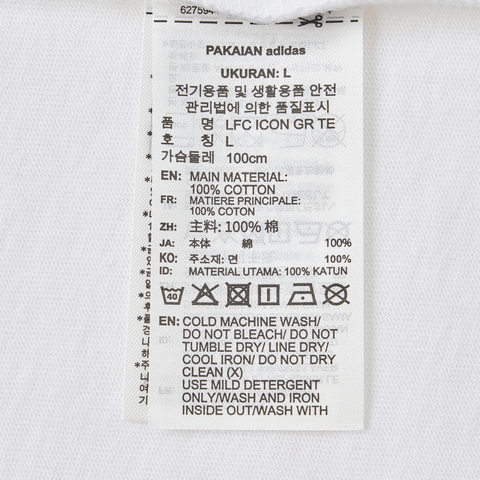 PAKAIAN adidas
UKURAN: L
전기용품 및 생활용품 안전
관리법에 의한 품질표시
품 명 LFC ICON GR TE
호 칭 L
가슴둘레 100cm
EN: MAIN MATERIAL:
100% COTTON
FR: MATIERE PRINCIPALE:
100% COTON
ZH: 主料: 100% 棉
JA: 本体 綿 100%
KO: 주소재: 면 100%
ID: MATERIAL UTAMA: 100% KATUN
40
EN: COLD MACHINE WASH/
DO NOT BLEACH/ DO NOT
TUMBLE DRY/ LINE DRY/
COOL IRON/ DO NOT DRY
CLEAN (X)
USE MILD DETERGENT
ONLY/WASH AND IRON
INSIDE OUT/WASH WITH